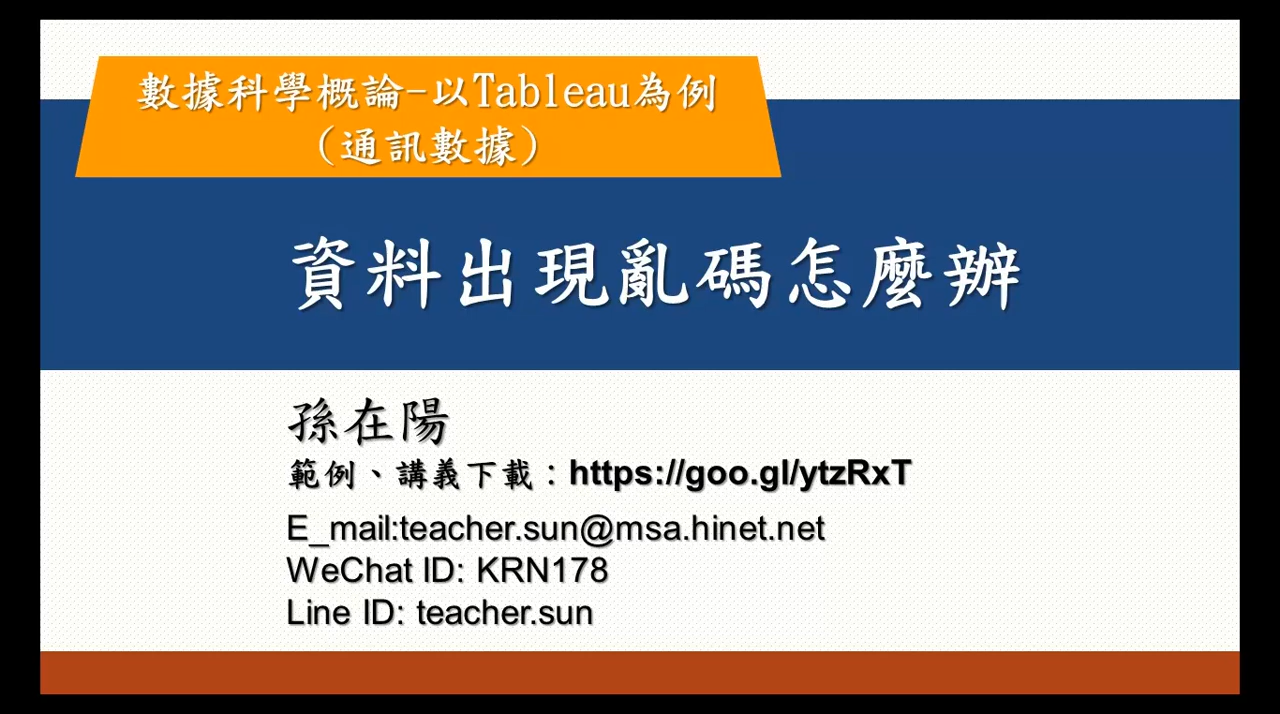 數據科學概論-以Tableau為例
(通訊數據)
資料出現亂碼怎麼辦
孫在陽
範例、講義下載：https://goo.gl/ytzRxT
E_mail:teacher.sun@msa.hinet.net
WeChat ID: KRN178
Line ID: teacher.sun